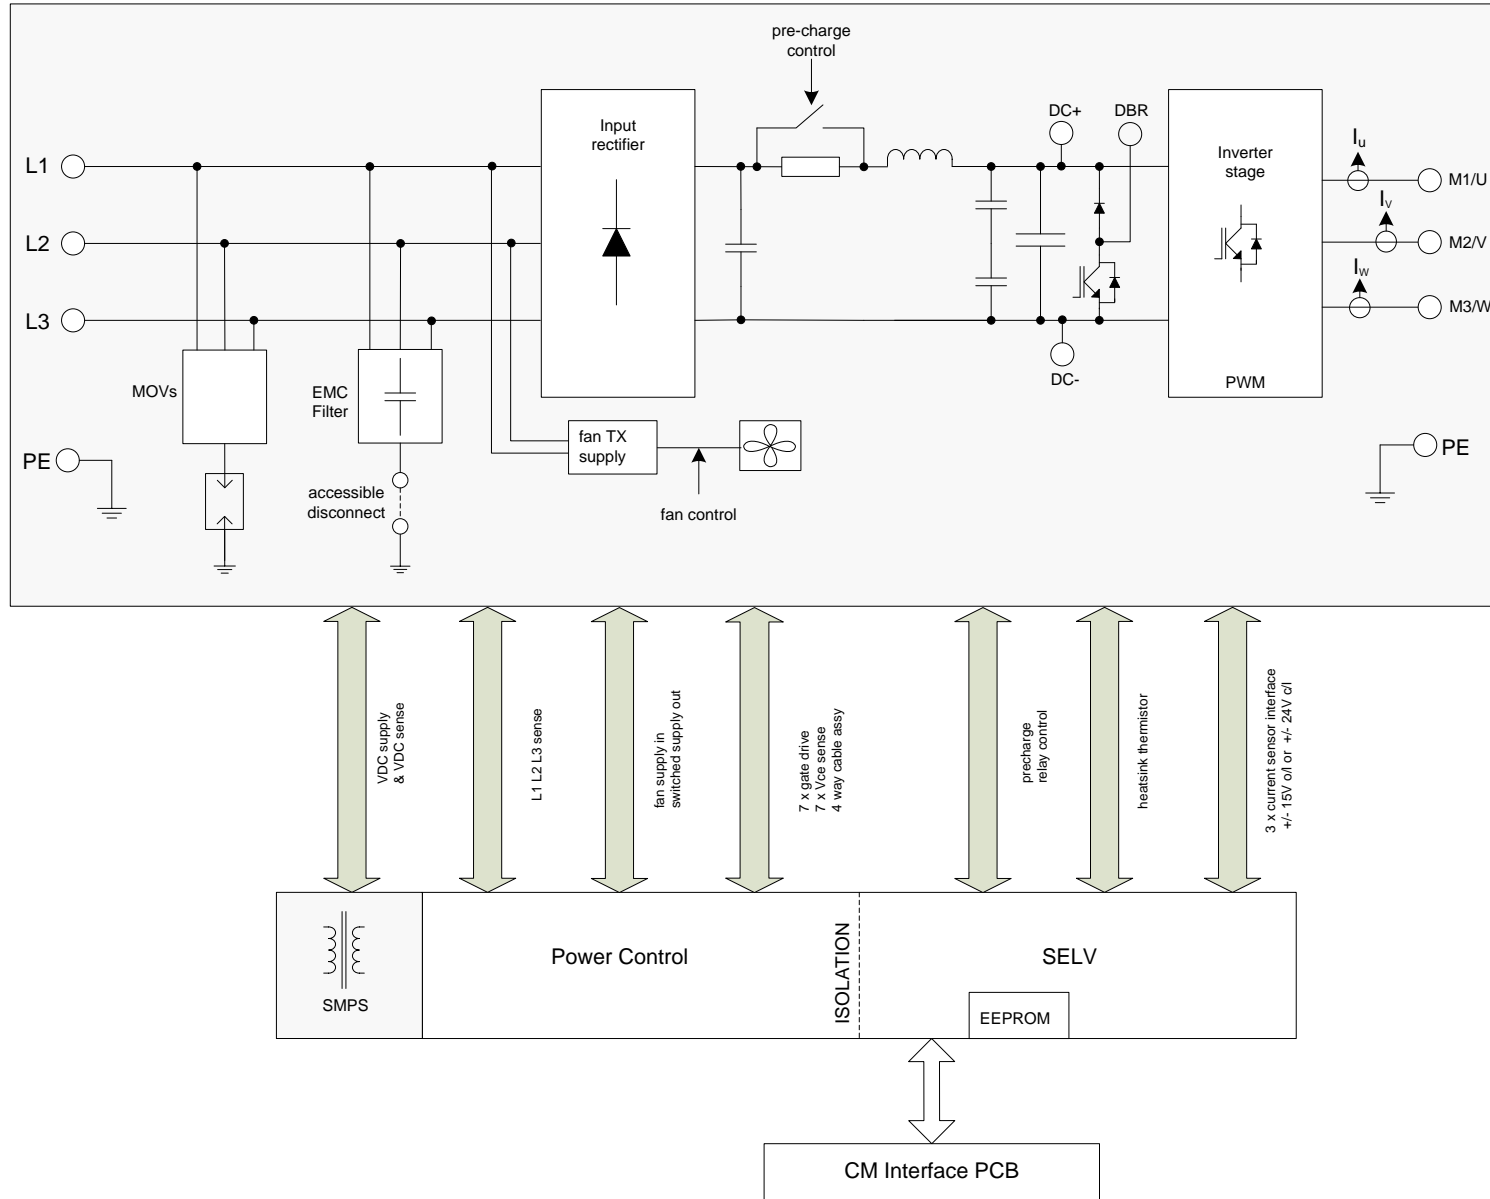 pre-charge
control
Input
rectifier
DC+
DBR
Inverter
stage
Iu
L1
M1/U
IV
L2
M2/V
IW
L3
M3/W
MOVs
EMC
Filter
DC-
PWM
fan TX
supply
PE
PE
accessible
disconnect
fan control
VDC supply
& VDC sense
L1 L2 L3 sense
fan supply in
switched supply out
7 x gate drive
7 x Vce sense
4 way cable assy
precharge
relay control
heatsink thermistor
3 x current sensor interface
+/- 15V o/l or +/- 24V c/l
SMPS
Power Control
ISOLATION
SELV
EEPROM
CM Interface PCB